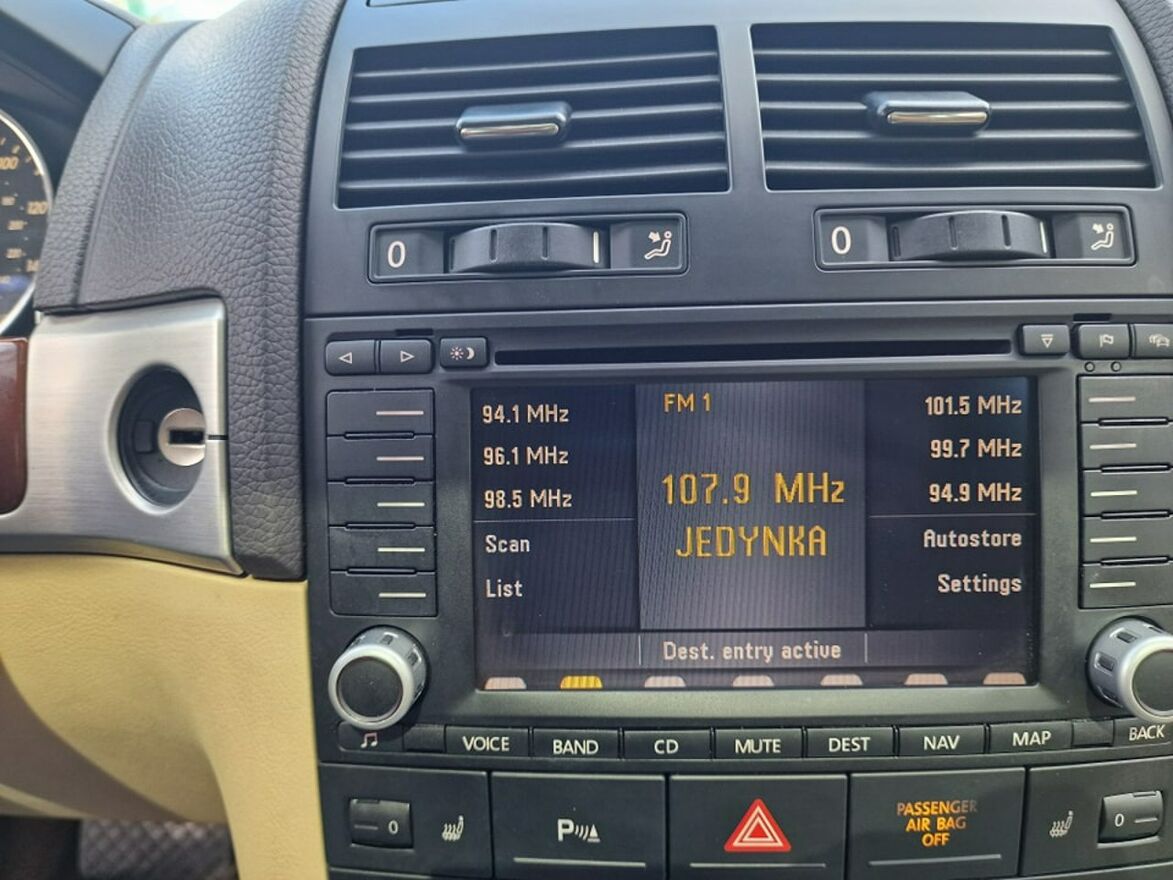 100
120
0
0
94.1 MHz
FM 1
101.5 MHz
96.1 MHz
99.7 MHz
98.5 MHz
107.9 MHz
94.9 MHz
Scan
JEDYNKA
Autostore
List
Settings
Dest. entry active
VOICE
BAND
CD
MUTE
DEST
NAV
MAP
BACK
0
P
PASSENGER
AIR BAG
OFF
0